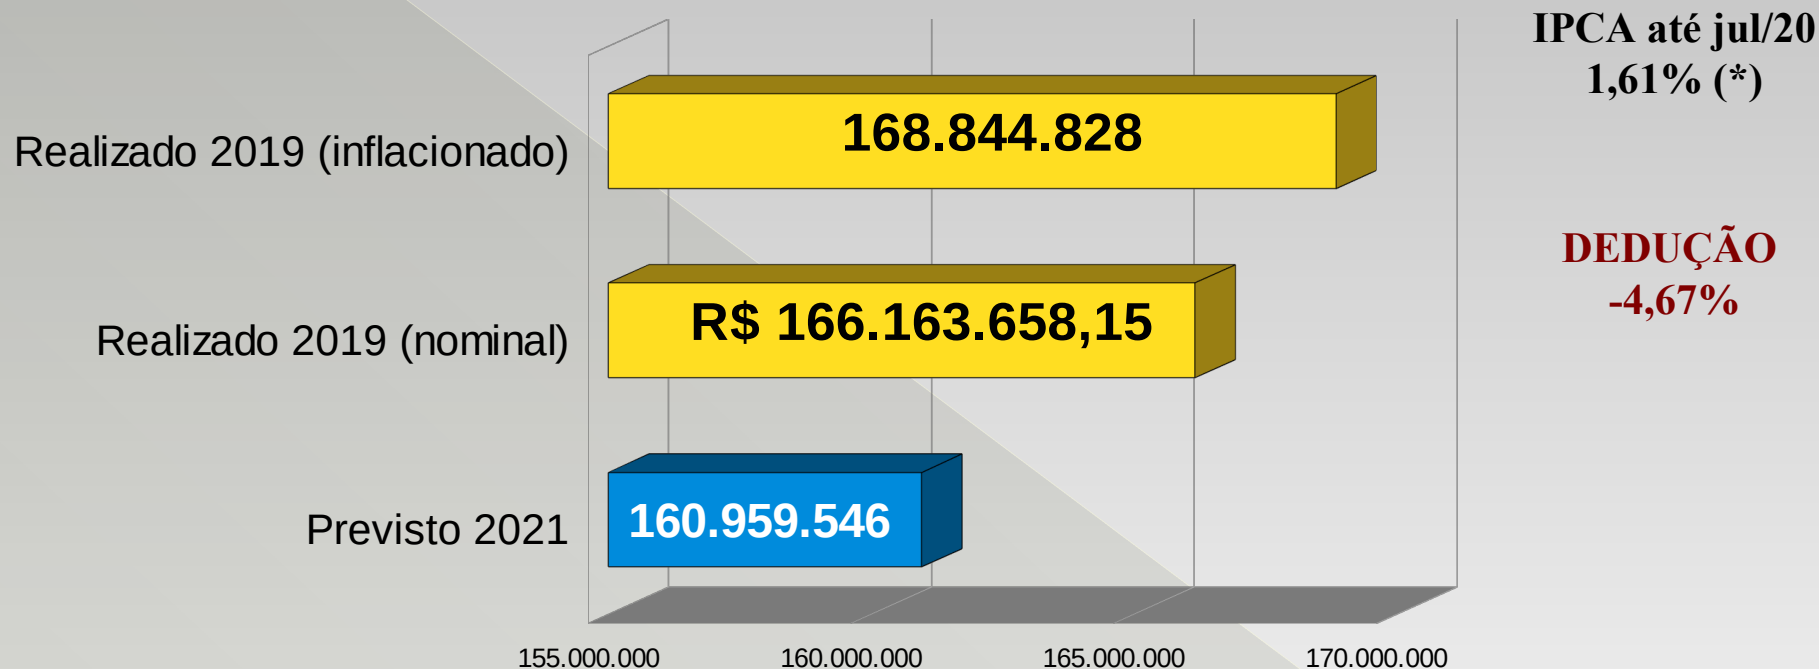 IPCA até jul/20
1,61% (*)
Realizado 2019 (inflacionado)
168.844.828
DEDUÇÃO
-4,67%
Realizado 2019 (nominal)
R$ 166.163.658,15
Previsto 2021
160.959.546
155.000.000 160.000.000 165.000.000 170.000.000